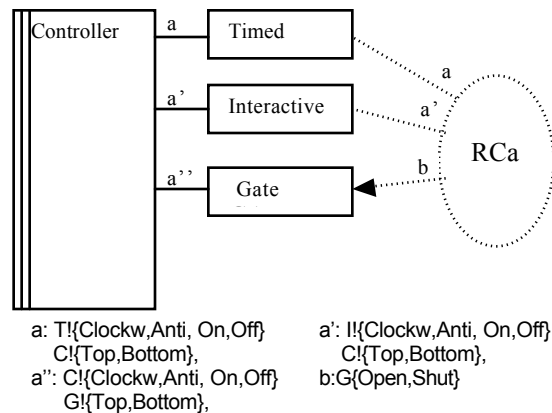 Controller
a
Timed
a
a'
Interactive
a'
RCa
b
a''
Gate
a: T!{Clockw,Anti, On,Off}
C!{Top,Bottom},
a'': C!{Clockw,Anti, On,Off}
G!{Top,Bottom},
a': I!{Clockw,Anti, On,Off}
C!{Top,Bottom},
b:G{Open,Shut}